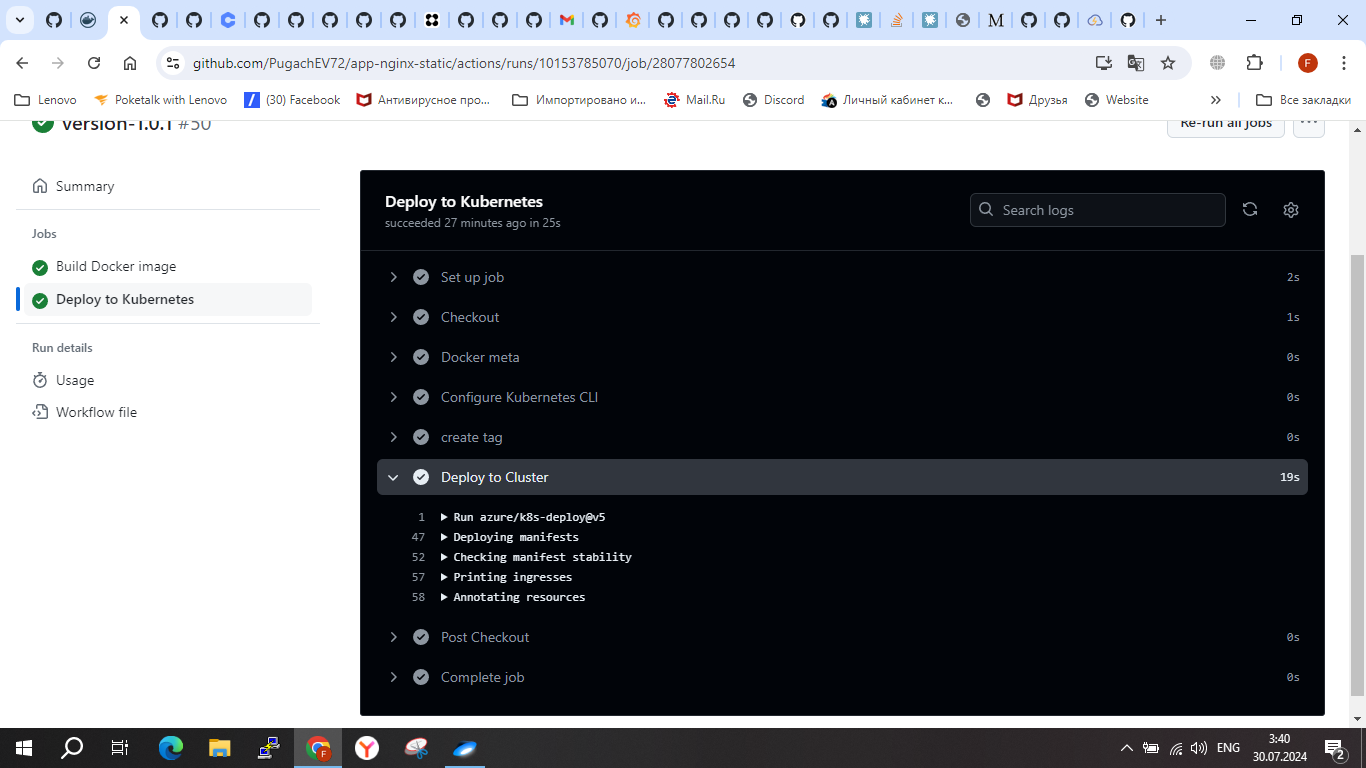 github.com/PugachEV72/app-nginx-static/actions/runs/10153785070/job/28077802654
F
Lenovo
Poketalk with Lenovo
(30) Facebook
Антивирусное про...
Импортировано и...
Mail.Ru
Discord
Личный кабинет к...
Друзья
Website
Все закладки
version-1.0.1 #50
Re-run all jobs
Summary
Jobs
Build Docker image
Deploy to Kubernetes
Run details
Usage
Workflow file
Deploy to Kubernetes
succeeded 27 minutes ago in 25s
Search logs
Set up job 2s
Checkout 1s
Docker meta 0s
Configure Kubernetes CLI 0s
create tag 0s
Deploy to Cluster 19s
1 Run azure/k8s-deploy@v5
47 Deploying manifests
52 Checking manifest stability
57 Printing ingresses
58 Annotating resources
Post Checkout 0s
Complete job 0s
ENG
3:40
30.07.2024
2